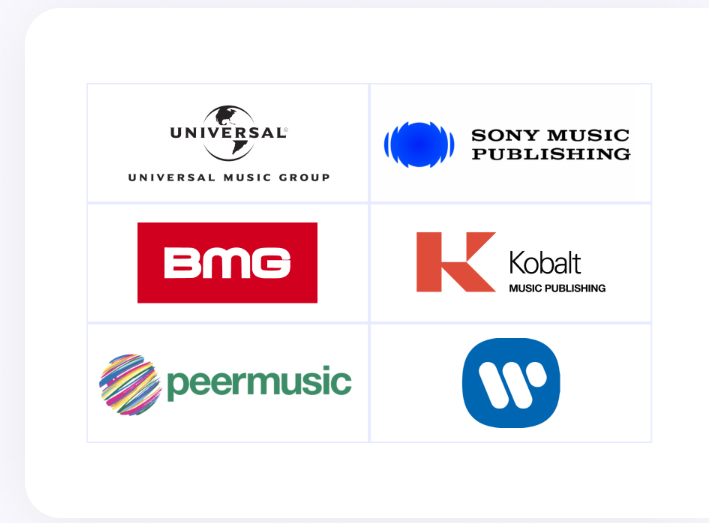 UNIVERSAL®
UNIVERSAL MUSIC GROUP
SONY MUSIC
PUBLISHING
BMG
Kobalt
MUSIC PUBLISHING
peermusic